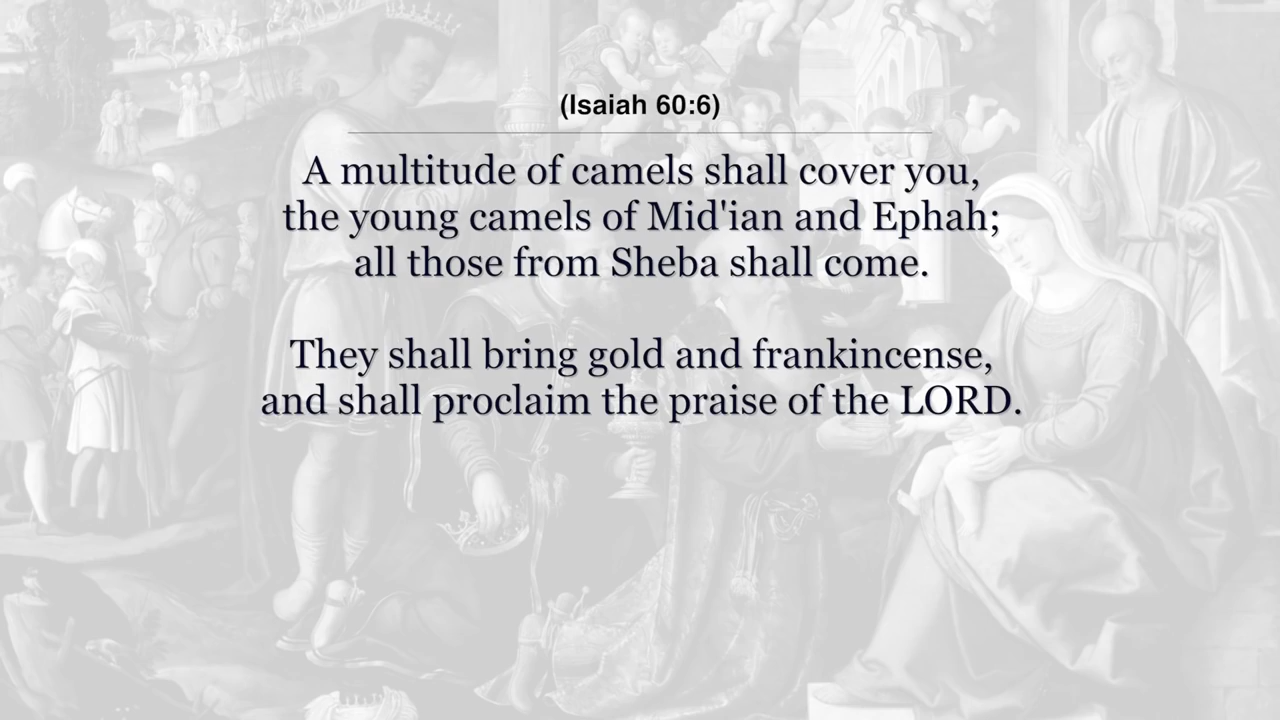 (Isaiah 60:6)
A multitude of camels shall cover you,
the young camels of Mid'ian and Ephah;
all those from Sheba shall come.
They shall bring gold and frankincense,
and shall proclaim the praise of the LORD.